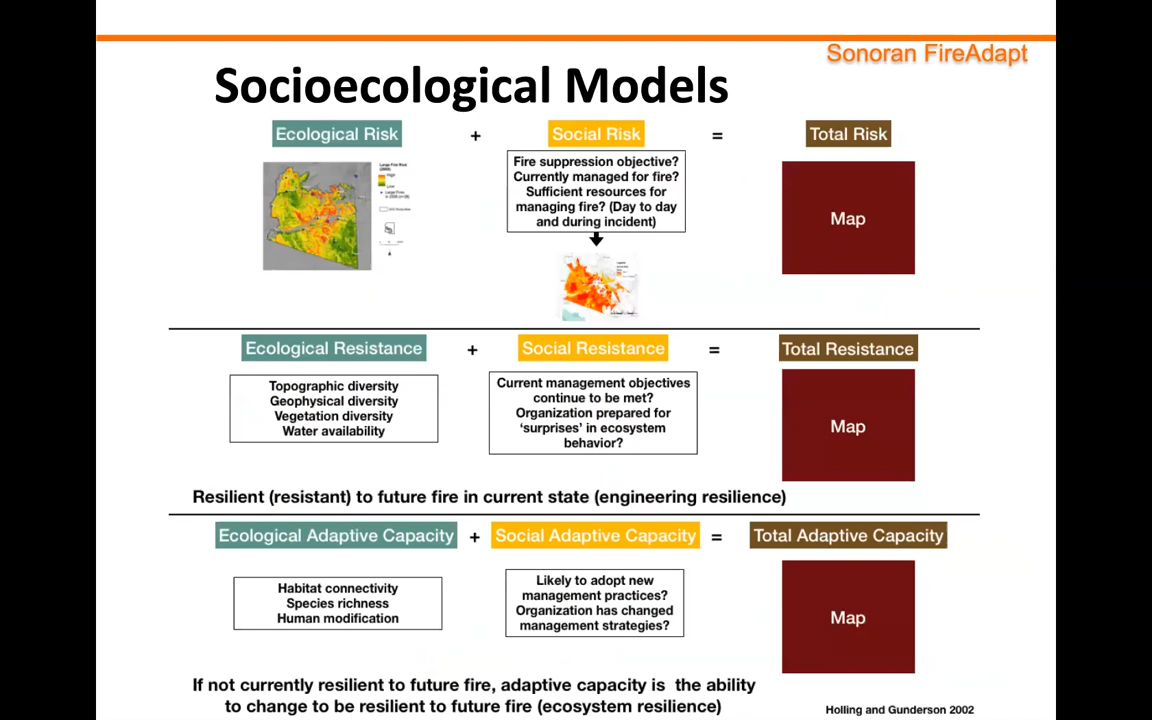 Sonoran FireAdapt
Socioecological Models
Ecological Risk + Social Risk = Total Risk
Fire suppression objective?
Currently managed for fire?
Sufficient resources for
managing fire? (Day to day
and during incident)
High
Low
Map
Ecological Resistance + Social Resistance = Total Resistance
Topographic diversity
Geophysical diversity
Vegetation diversity
Water availability
Current management objectives
continue to be met?
Organization prepared for
‘surprises’ in ecosystem
behavior?
Map
Resilient (resistant) to future fire in current state (engineering resilience)
Ecological Adaptive Capacity + Social Adaptive Capacity = Total Adaptive Capacity
Habitat connectivity
Species richness
Human modification
Likely to adopt new
management practices?
Organization has changed
management strategies?
Map
If not currently resilient to future fire, adaptive capacity is the ability
to change to be resilient to future fire (ecosystem resilience)
Holling and Gunderson 2002